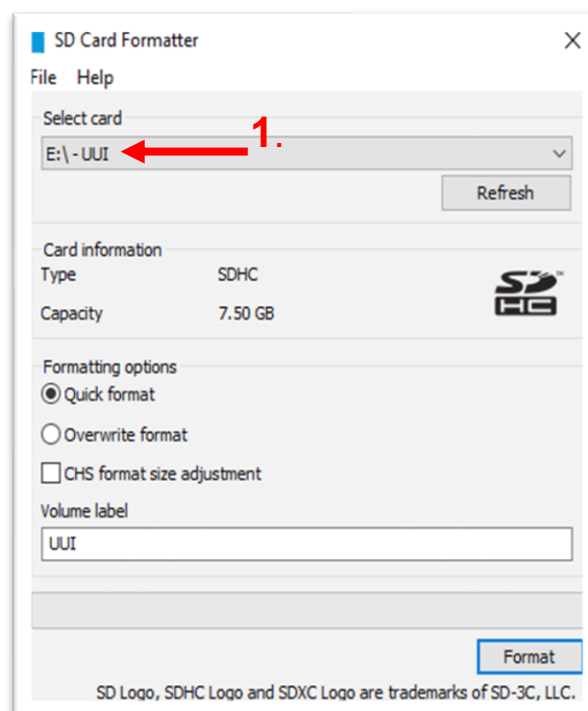 SD Card Formatter
File Help
Select card
1.
E:\ - UUI
Refresh
Card information
Type SDHC
Capacity 7.50 GB
SD HC ™
Formatting options
Quick format
Overwrite format
CHS format size adjustment
Volume label
UUI
Format
SD Logo, SDHC Logo and SDXC Logo are trademarks of SD-3C, LLC.